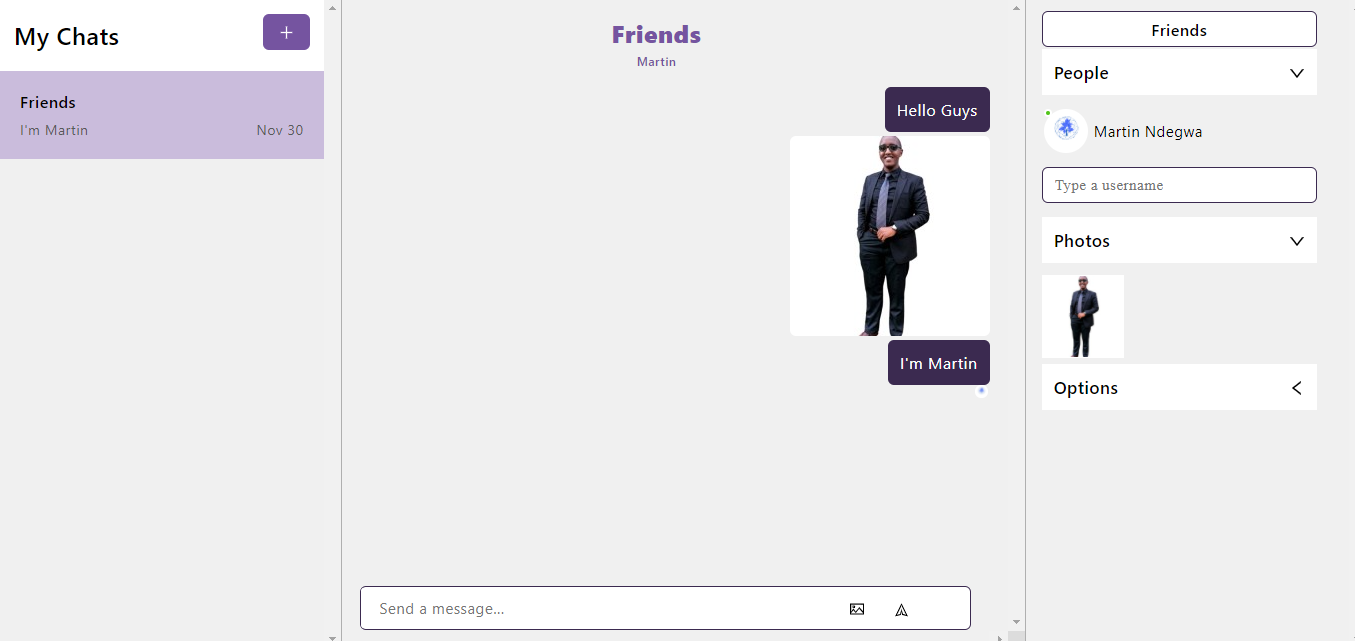 My Chats
+
Friends
I'm Martin
Nov 30
Friends
Martin
Hello Guys
I'm Martin
Send a message...
Friends
People
Martin Ndegwa
Type a username
Photos
Options